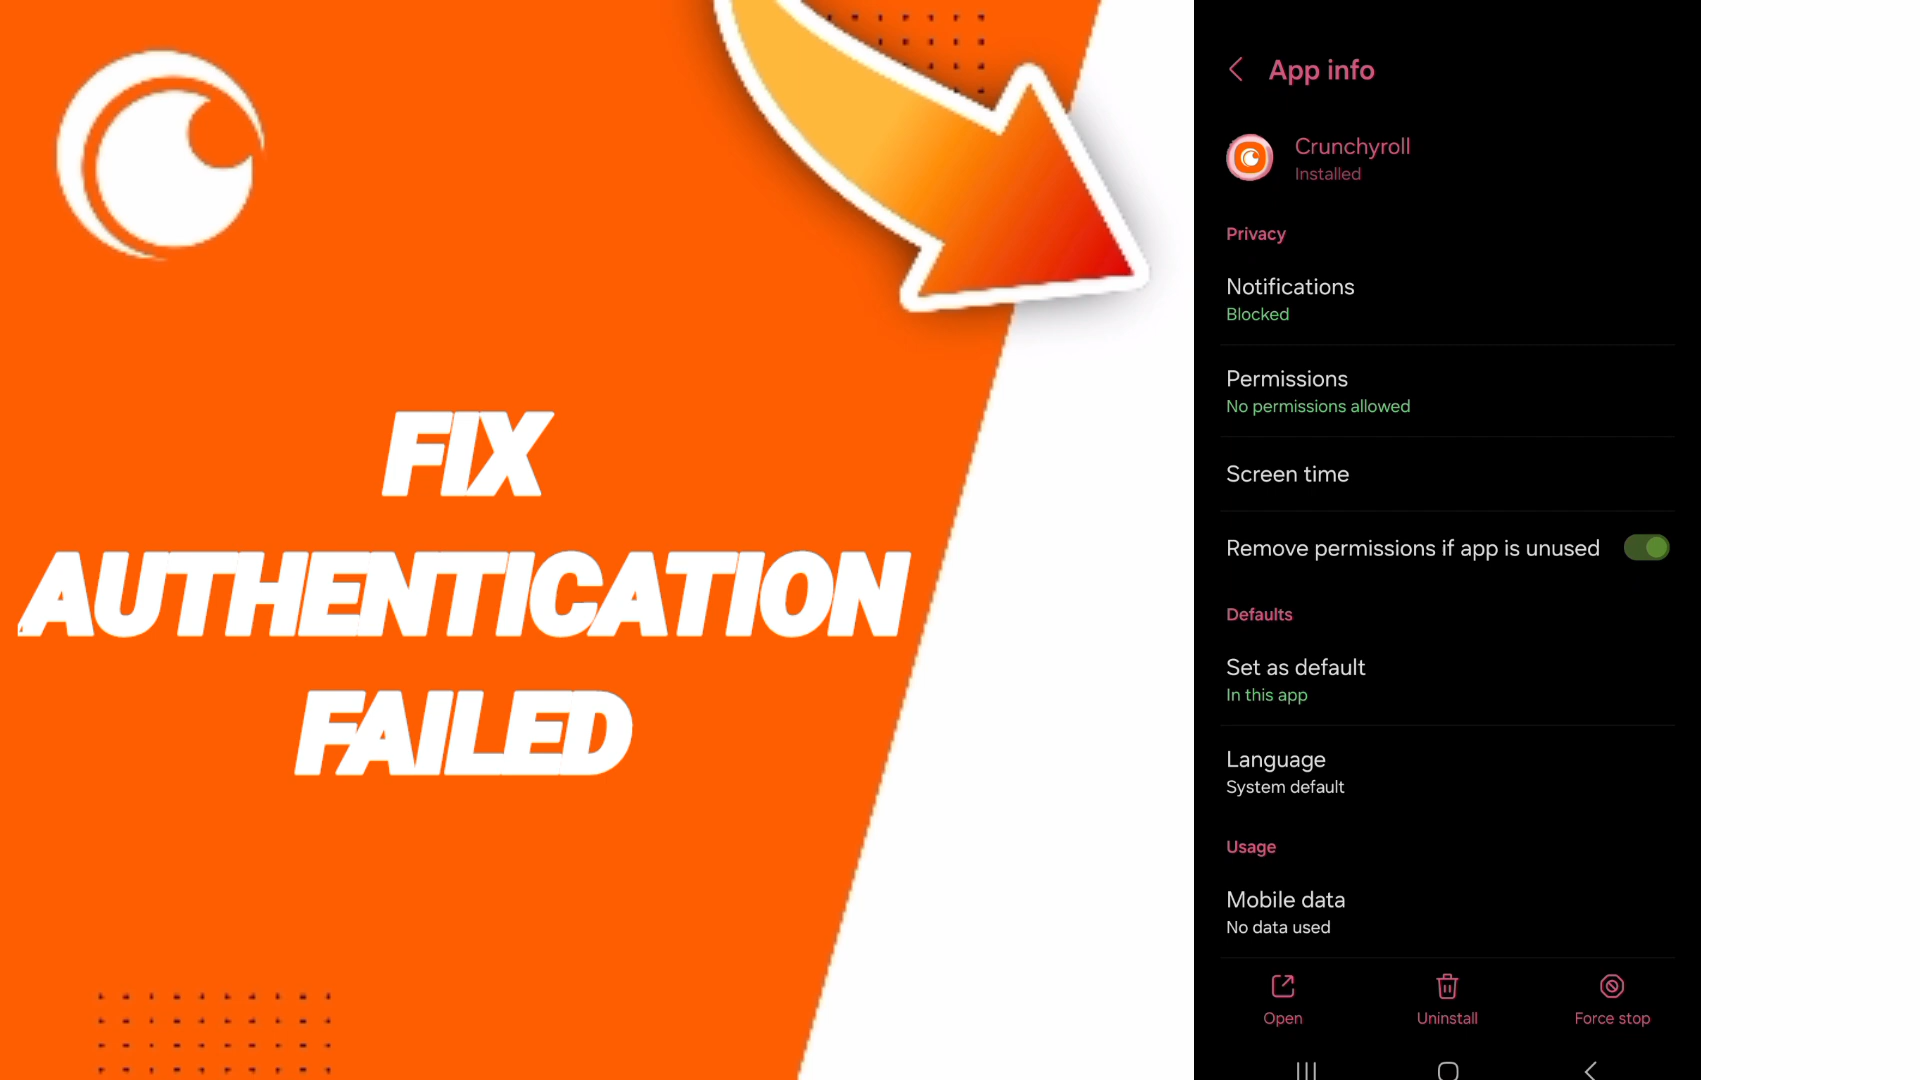 FIX
AUTHENTICATION
FAILED
App info
Crunchyroll
Installed
Privacy
Notifications
Blocked
Permissions
No permissions allowed
Screen time
Remove permissions if app is unused
Defaults
Set as default
In this app
Language
System default
Usage
Mobile data
No data used
Open
Uninstall
Force stop